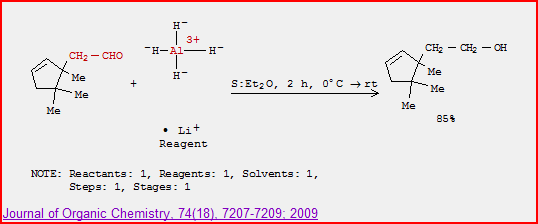 H⁻
CH₂ — CHO
3+
⁻H — Al — H⁻
CH₂ — CH₂ — OH
Me
Me
Me
+
H⁻
S:Et₂O, 2 h, 0°C → rt
Me
Me
Me
85%
• Li⁺
Reagent
NOTE: Reactants: 1, Reagents: 1, Solvents: 1,
Steps: 1, Stages: 1
Journal of Organic Chemistry, 74(18), 7207-7209; 2009